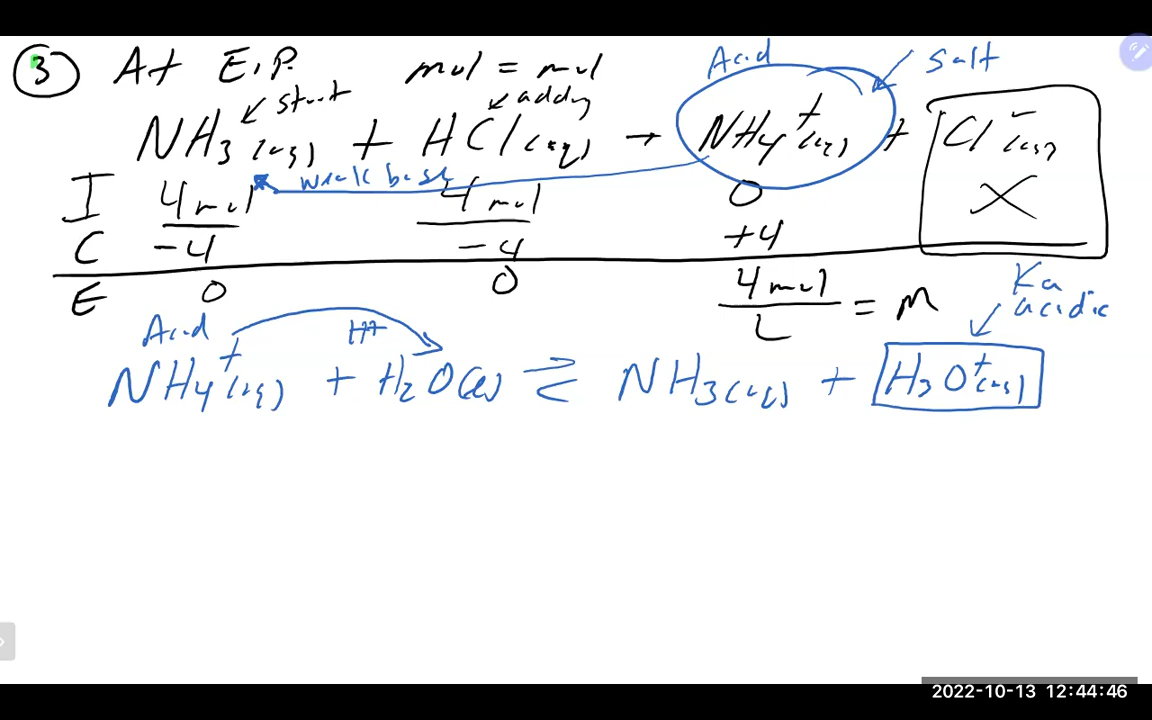 ③ At E.P. mol = mol Acid salt
start adding
NH3(aq) + HCl(aq) → NH4+(aq) + Cl-(aq)
weak base
I 4 mol 4 mol 0 X
C -4 -4 +4
E 0 0 4 mol / L = M
Ka
acidic
Acid H+
NH4+(aq) + H2O(l) ⇌ NH3(aq) + H3O+(aq)
2022-10-13 12:44:46